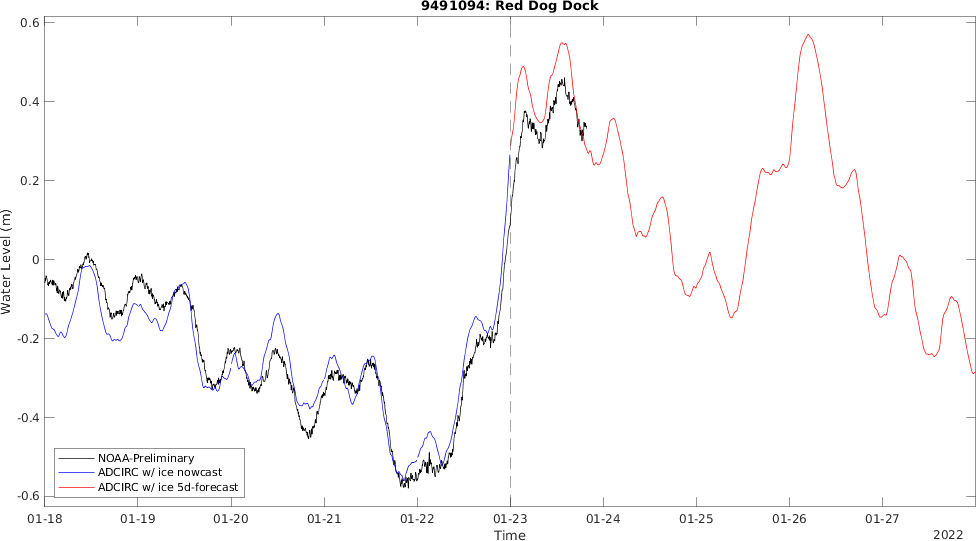 9491094: Red Dog Dock
Water Level (m)
0.6
0.4
0.2
0
-0.2
-0.4
-0.6
NOAA-Preliminary
ADCIRC w/ ice nowcast
ADCIRC w/ ice 5d-forecast
01-18 01-19 01-20 01-21 01-22 01-23 01-24 01-25 01-26 01-27
Time
2022